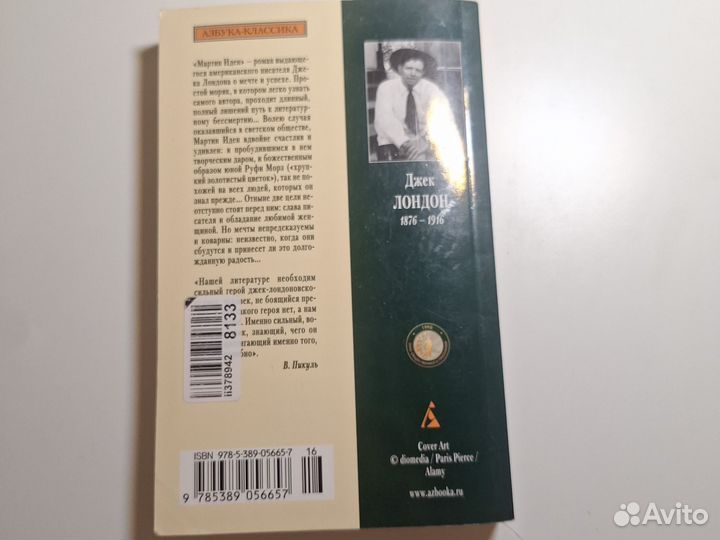 АЗБУКА-КЛАССИКА
«Мартин Иден» — роман выдающе-
гося американского писателя Дже-
ка Лондона о мечте и успехе. Про-
стой моряк, в котором легко узнать
самого автора, проходит длинный,
полный лишений путь к литератур-
ному бессмертию... Волею случая
оказавшийся в светском обществе,
Мартин Иден вдвойне счастлив и
удивлен: и пробудившимся в нем
творческим даром, и божественным
образом юной Руфи Морз («хруп-
кий золотистый цветок»), так не по-
хожей на всех людей, которых он
знал прежде... Отныне две цели не-
отступно стоят перед ним: слава пи-
сателя и обладание любимой жен-
щиной. Но мечты непредсказуемы
и коварны: неизвестно, когда они
сбудутся и принесет ли это долго-
жданную радость...
«Нашей литературе необходим
сильный герой джек-лондоновско-
век, не боящийся пре-
кого героя нет, а нам
Именно сильный, во-
к, знающий, чего он
игающий именно того,
бно».
В. Пикуль
ii378942 8133
ISBN 978-5-389-05665-7
16
9 785389 056657
Джек
ЛОНДОН
1876 – 1916
Cover Art
© diomedia / Paris Pierce /
Alamy
www.azbooka.ru
Avito